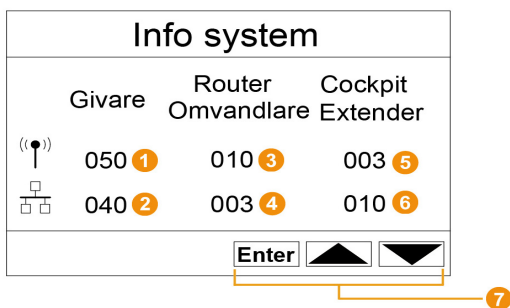 Info system
Givare Router Omvandlare Cockpit Extender
050 1 010 3 003 5
040 2 003 4 010 6
Enter
7